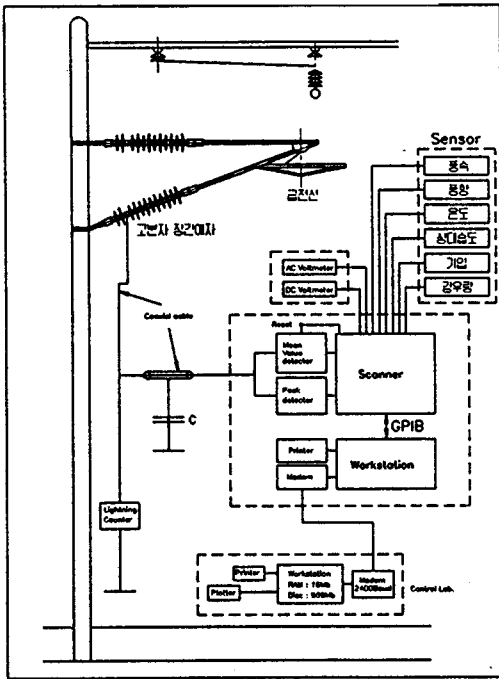 Sensor
풍속
풍향
온도
상대습도
기압
강우량
급전선
고분자 장간애자
AC Voltmeter
DC Voltmeter
Coaxial cable
Reset
Mean
Value
detector
Peak
detector
Scanner
C
GPIB
Printer
Modem
Workstation
Lightning
Counter
Printer
Plotter
Workstation
RAM : 16Mb
Disc :
Modem
2400Baud
Control Lab.